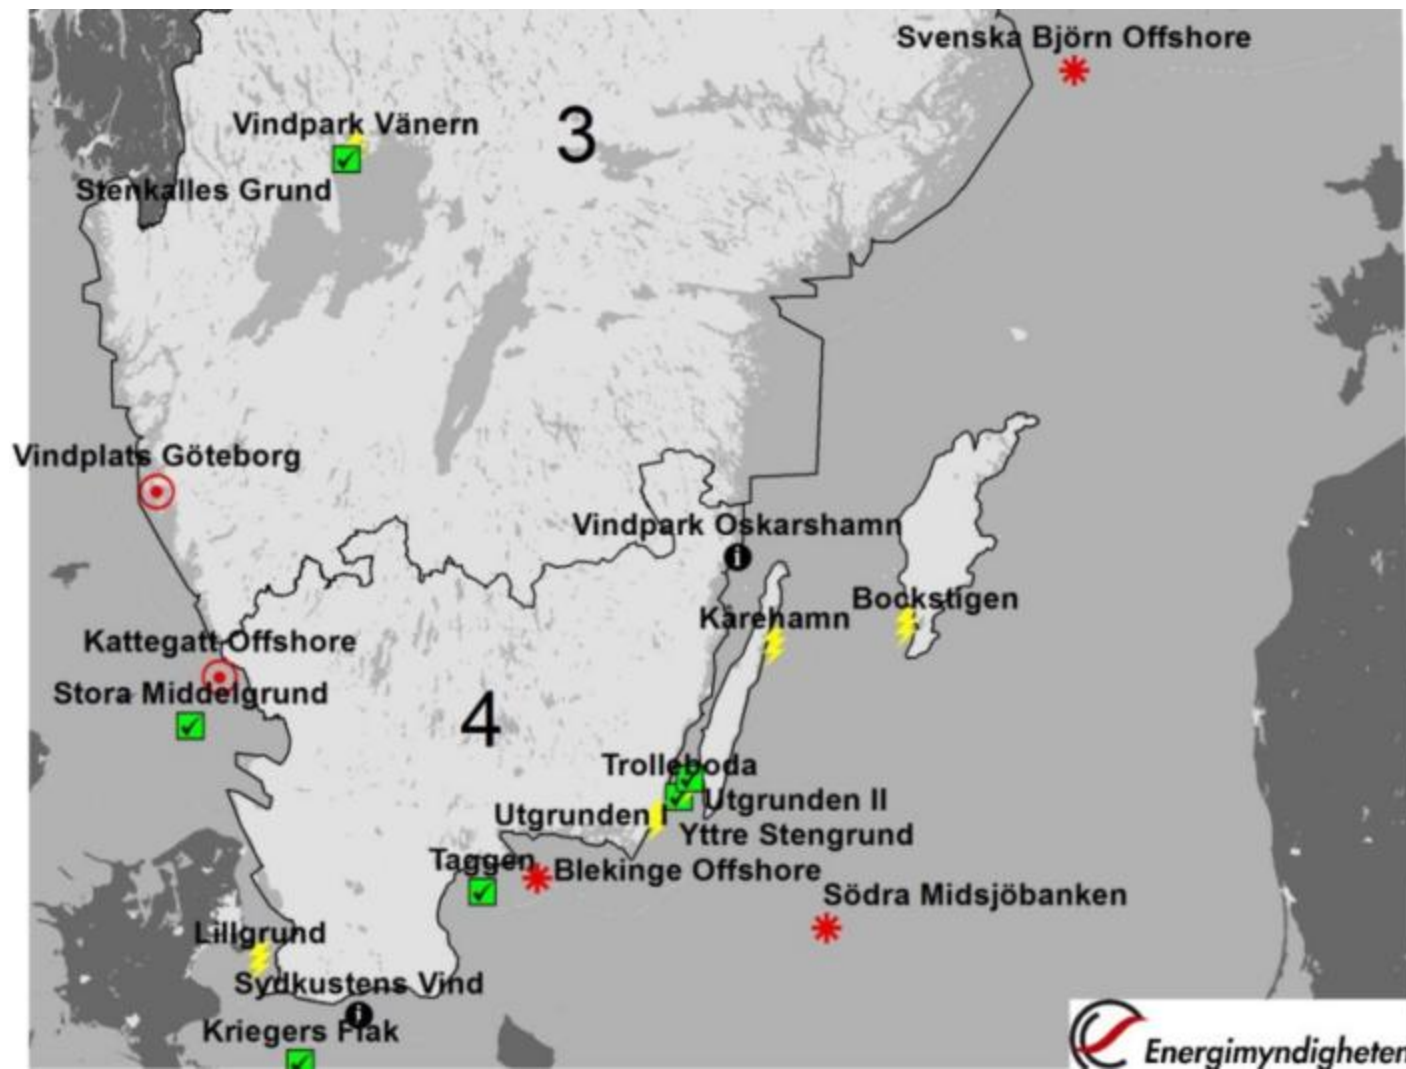 Svenska Björn Offshore
Vindpark Vänern
3
Stenkalles Grund
Vindplats Göteborg
Vindpark Oskarshamn
i
Bockstigen
Kårehamn
Kattegatt Offshore
Stora Middelgrund
4
Trolleboda
Utgrunden II
Utgrunden I
Yttre Stengrund
Taggen
Blekinge Offshore
Södra Midsjöbanken
Lillgrund
Sydkustens Vind
i
Kriegers Flak
Energimyndigheten